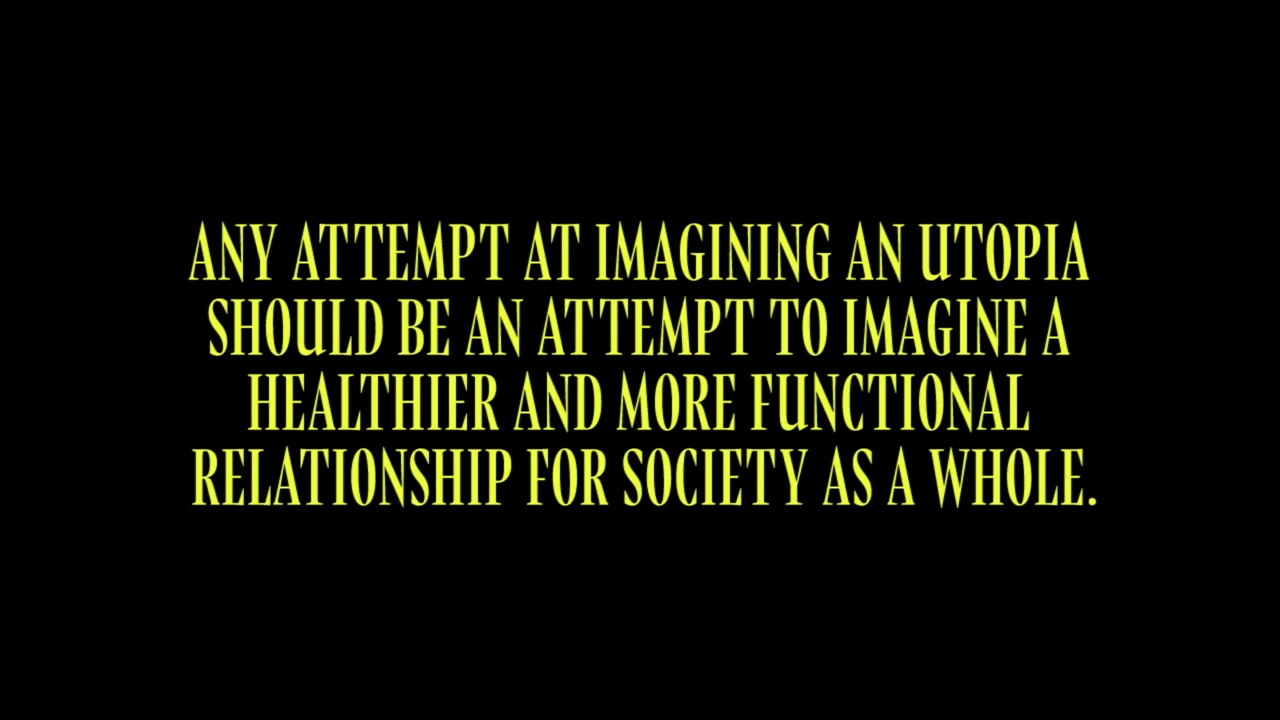 ANY ATTEMPT AT IMAGINING AN UTOPIA
SHOULD BE AN ATTEMPT TO IMAGINE A
HEALTHIER AND MORE FUNCTIONAL
RELATIONSHIP FOR SOCIETY AS A WHOLE.